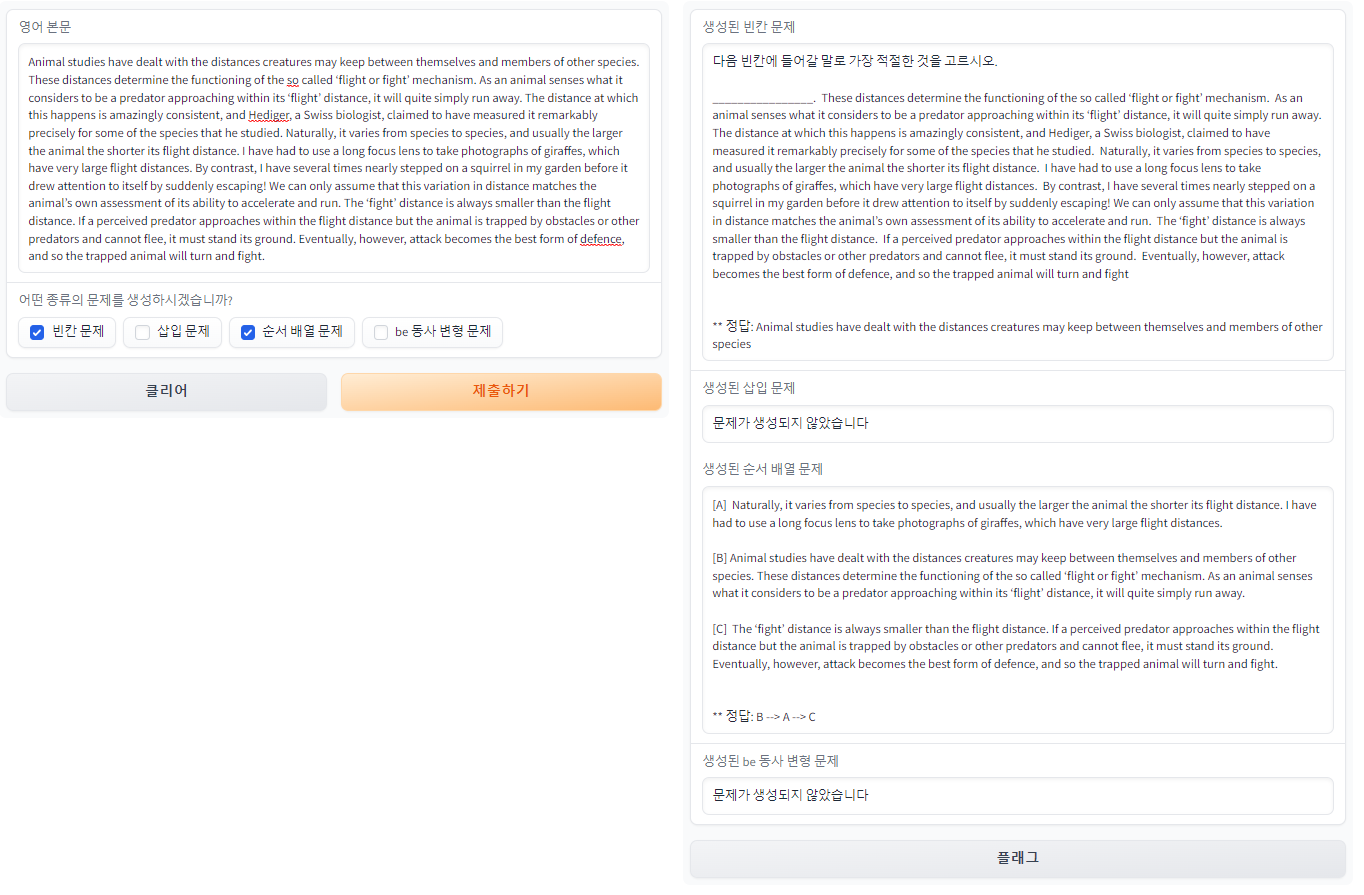 영어 본문
Animal studies have dealt with the distances creatures may keep between themselves and members of other species.
These distances determine the functioning of the so called ‘flight or fight’ mechanism. As an animal senses what it
considers to be a predator approaching within its ‘flight’ distance, it will quite simply run away. The distance at which
this happens is amazingly consistent, and Hediger, a Swiss biologist, claimed to have measured it remarkably
precisely for some of the species that he studied. Naturally, it varies from species to species, and usually the larger
the animal the shorter its flight distance. I have had to use a long focus lens to take photographs of giraffes, which
have very large flight distances. By contrast, I have several times nearly stepped on a squirrel in my garden before it
drew attention to itself by suddenly escaping! We can only assume that this variation in distance matches the
animal’s own assessment of its ability to accelerate and run. The ‘fight’ distance is always smaller than the flight
distance. If a perceived predator approaches within the flight distance but the animal is trapped by obstacles or other
predators and cannot flee, it must stand its ground. Eventually, however, attack becomes the best form of defence,
and so the trapped animal will turn and fight.
어떤 종류의 문제를 생성하시겠습니까?
빈칸 문제 삽입 문제 순서 배열 문제 be 동사 변형 문제
클리어 제출하기
생성된 빈칸 문제
다음 빈칸에 들어갈 말로 가장 적절한 것을 고르시오.
________________. These distances determine the functioning of the so called ‘flight or fight’ mechanism. As an
animal senses what it considers to be a predator approaching within its ‘flight’ distance, it will quite simply run away.
The distance at which this happens is amazingly consistent, and Hediger, a Swiss biologist, claimed to have
measured it remarkably precisely for some of the species that he studied. Naturally, it varies from species to species,
and usually the larger the animal the shorter its flight distance. I have had to use a long focus lens to take
photographs of giraffes, which have very large flight distances. By contrast, I have several times nearly stepped on a
squirrel in my garden before it drew attention to itself by suddenly escaping! We can only assume that this variation
in distance matches the animal’s own assessment of its ability to accelerate and run. The ‘fight’ distance is always
smaller than the flight distance. If a perceived predator approaches within the flight distance but the animal is
trapped by obstacles or other predators and cannot flee, it must stand its ground. Eventually, however, attack
becomes the best form of defence, and so the trapped animal will turn and fight
** 정답: Animal studies have dealt with the distances creatures may keep between themselves and members of other
species
생성된 삽입 문제
문제가 생성되지 않았습니다
생성된 순서 배열 문제
[A] Naturally, it varies from species to species, and usually the larger the animal the shorter its flight distance. I have
had to use a long focus lens to take photographs of giraffes, which have very large flight distances.
[B] Animal studies have dealt with the distances creatures may keep between themselves and members of other
species. These distances determine the functioning of the so called ‘flight or fight’ mechanism. As an animal senses
what it considers to be a predator approaching within its ‘flight’ distance, it will quite simply run away.
[C] The ‘fight’ distance is always smaller than the flight distance. If a perceived predator approaches within the flight
distance but the animal is trapped by obstacles or other predators and cannot flee, it must stand its ground.
Eventually, however, attack becomes the best form of defence, and so the trapped animal will turn and fight.
** 정답: B --> A --> C
생성된 be 동사 변형 문제
문제가 생성되지 않았습니다
플래그